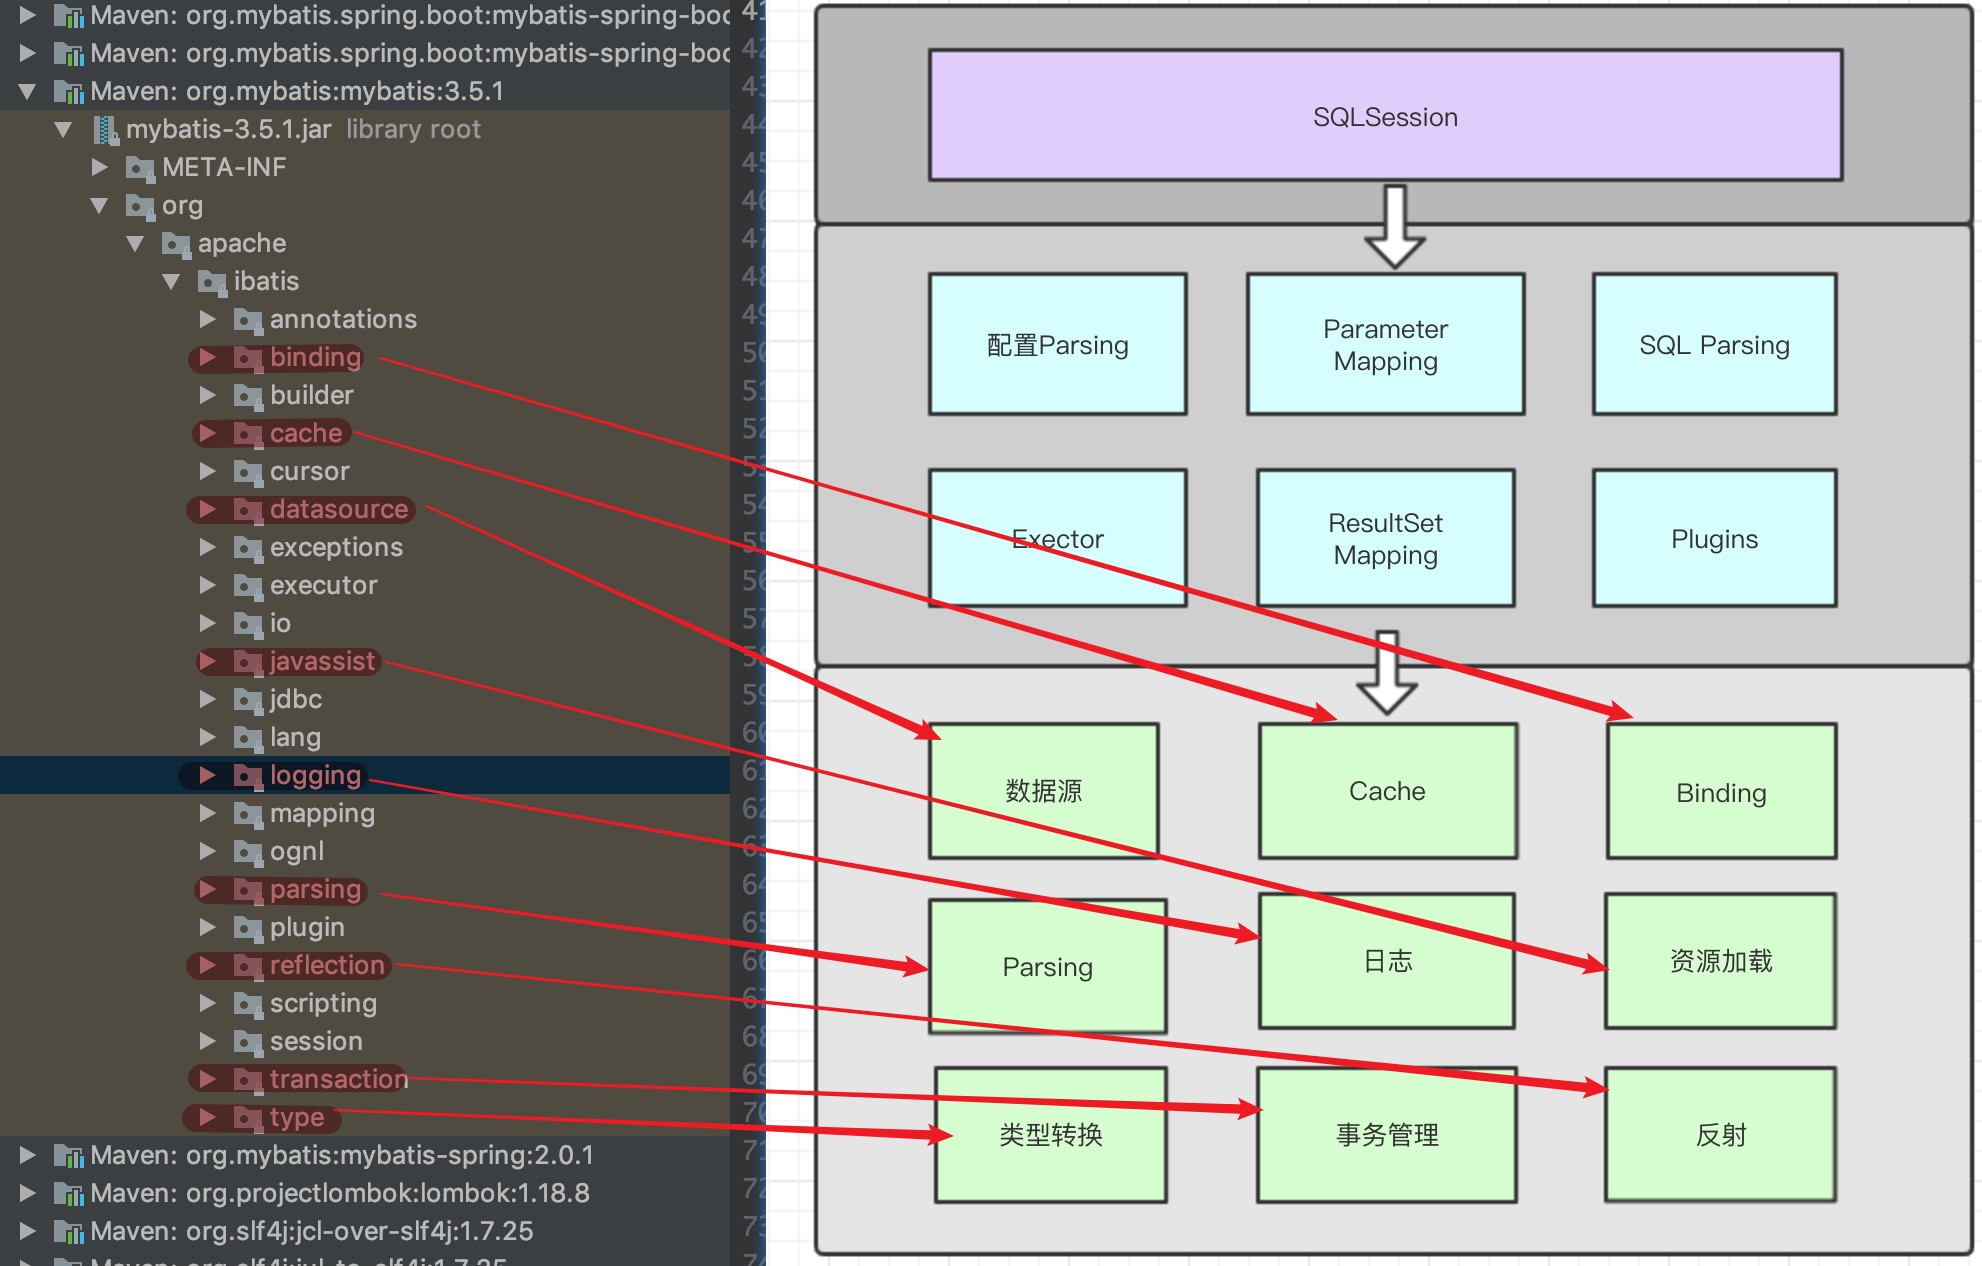 Maven: org.mybatis.spring.boot:mybatis-spring-boo
Maven: org.mybatis.spring.boot:mybatis-spring-boo
Maven: org.mybatis:mybatis:3.5.1
mybatis-3.5.1.jar library root
META-INF
org
apache
ibatis
annotations
binding
builder
cache
cursor
datasource
exceptions
executor
io
javassist
jdbc
lang
logging
mapping
ognl
parsing
plugin
reflection
scripting
session
transaction
type
Maven: org.mybatis:mybatis-spring:2.0.1
Maven: org.projectlombok:lombok:1.18.8
Maven: org.slf4j:jcl-over-slf4j:1.7.25
41
42
43
44
45
46
47
48
49
50
51
52
53
54
55
56
57
58
59
60
61
62
63
64
65
66
67
68
69
70
71
72
73
SQLSession
配置Parsing
Parameter
Mapping
SQL Parsing
Exector
ResultSet
Mapping
Plugins
数据源
Cache
Binding
Parsing
日志
资源加载
类型转换
事务管理
反射